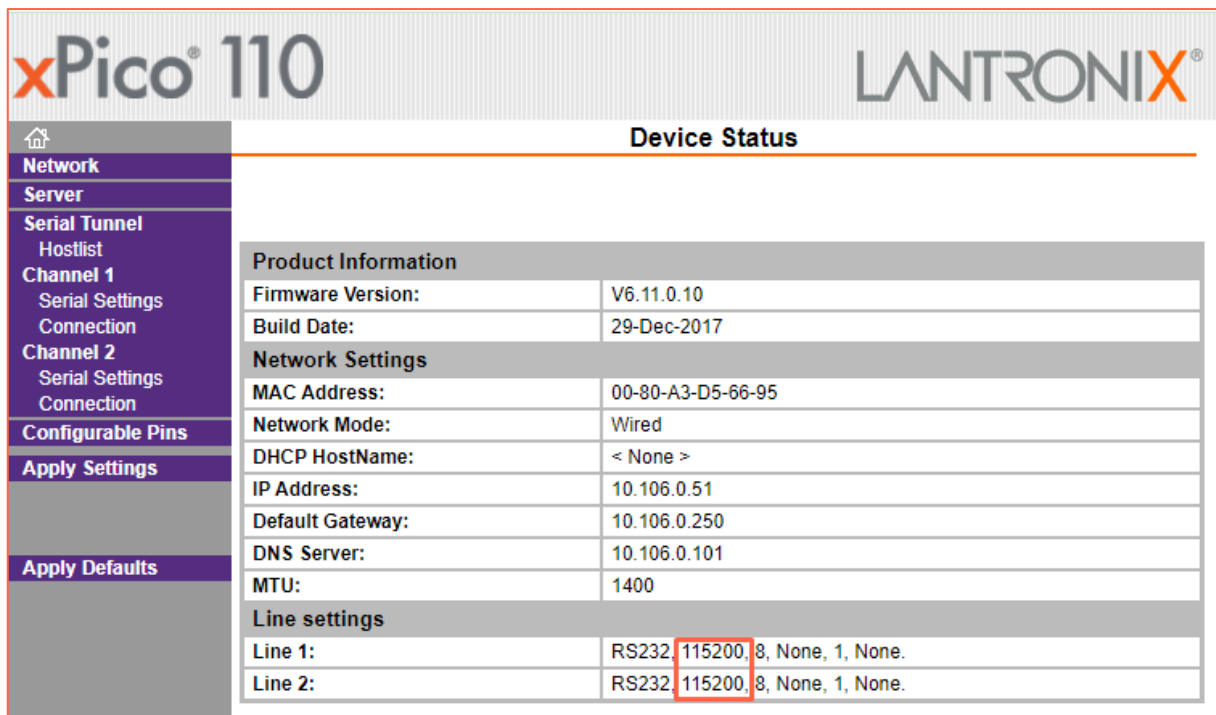 xPico® 110
LANTRONIX®
Device Status
Network
Server
Serial Tunnel
Hostlist
Channel 1
Serial Settings
Connection
Channel 2
Serial Settings
Connection
Configurable Pins
Apply Settings
Apply Defaults
Product Information
Firmware Version: V6.11.0.10
Build Date: 29-Dec-2017
Network Settings
MAC Address: 00-80-A3-D5-66-95
Network Mode: Wired
DHCP HostName: < None >
IP Address: 10.106.0.51
Default Gateway: 10.106.0.250
DNS Server: 10.106.0.101
MTU: 1400
Line settings
Line 1: RS232, 115200, 8, None, 1, None.
Line 2: RS232, 115200, 8, None, 1, None.